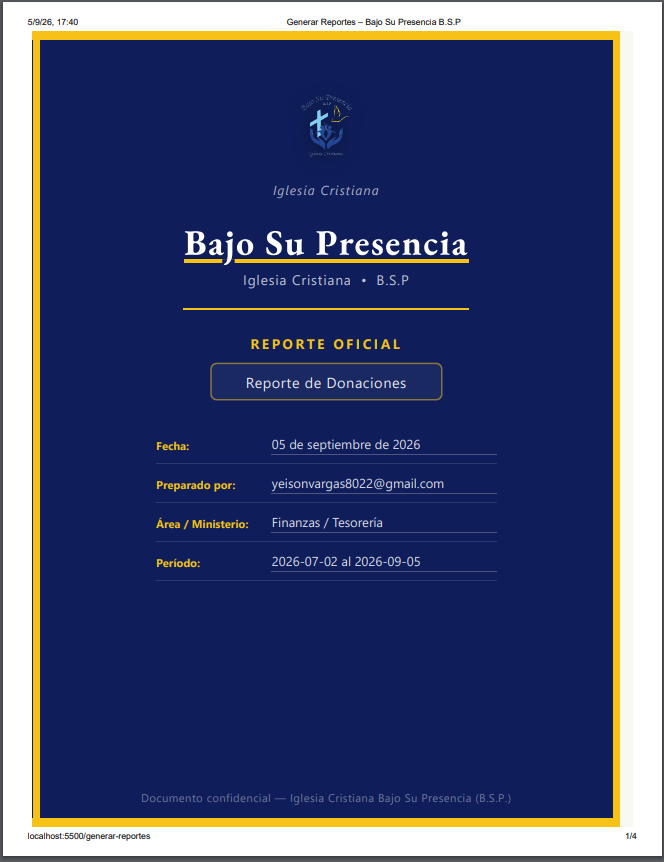 5/9/26, 17:40 Generar Reportes – Bajo Su Presencia B.S.P
Bajo Su Presencia
B.S.P
Iglesia Cristiana
Iglesia Cristiana
Bajo Su Presencia
Iglesia Cristiana • B.S.P
REPORTE OFICIAL
Reporte de Donaciones
Fecha: 05 de septiembre de 2026
Preparado por: yeisonvargas8022@gmail.com
Área / Ministerio: Finanzas / Tesorería
Período: 2026-07-02 al 2026-09-05
Documento confidencial — Iglesia Cristiana Bajo Su Presencia (B.S.P.)
localhost:5500/generar-reportes 1/4